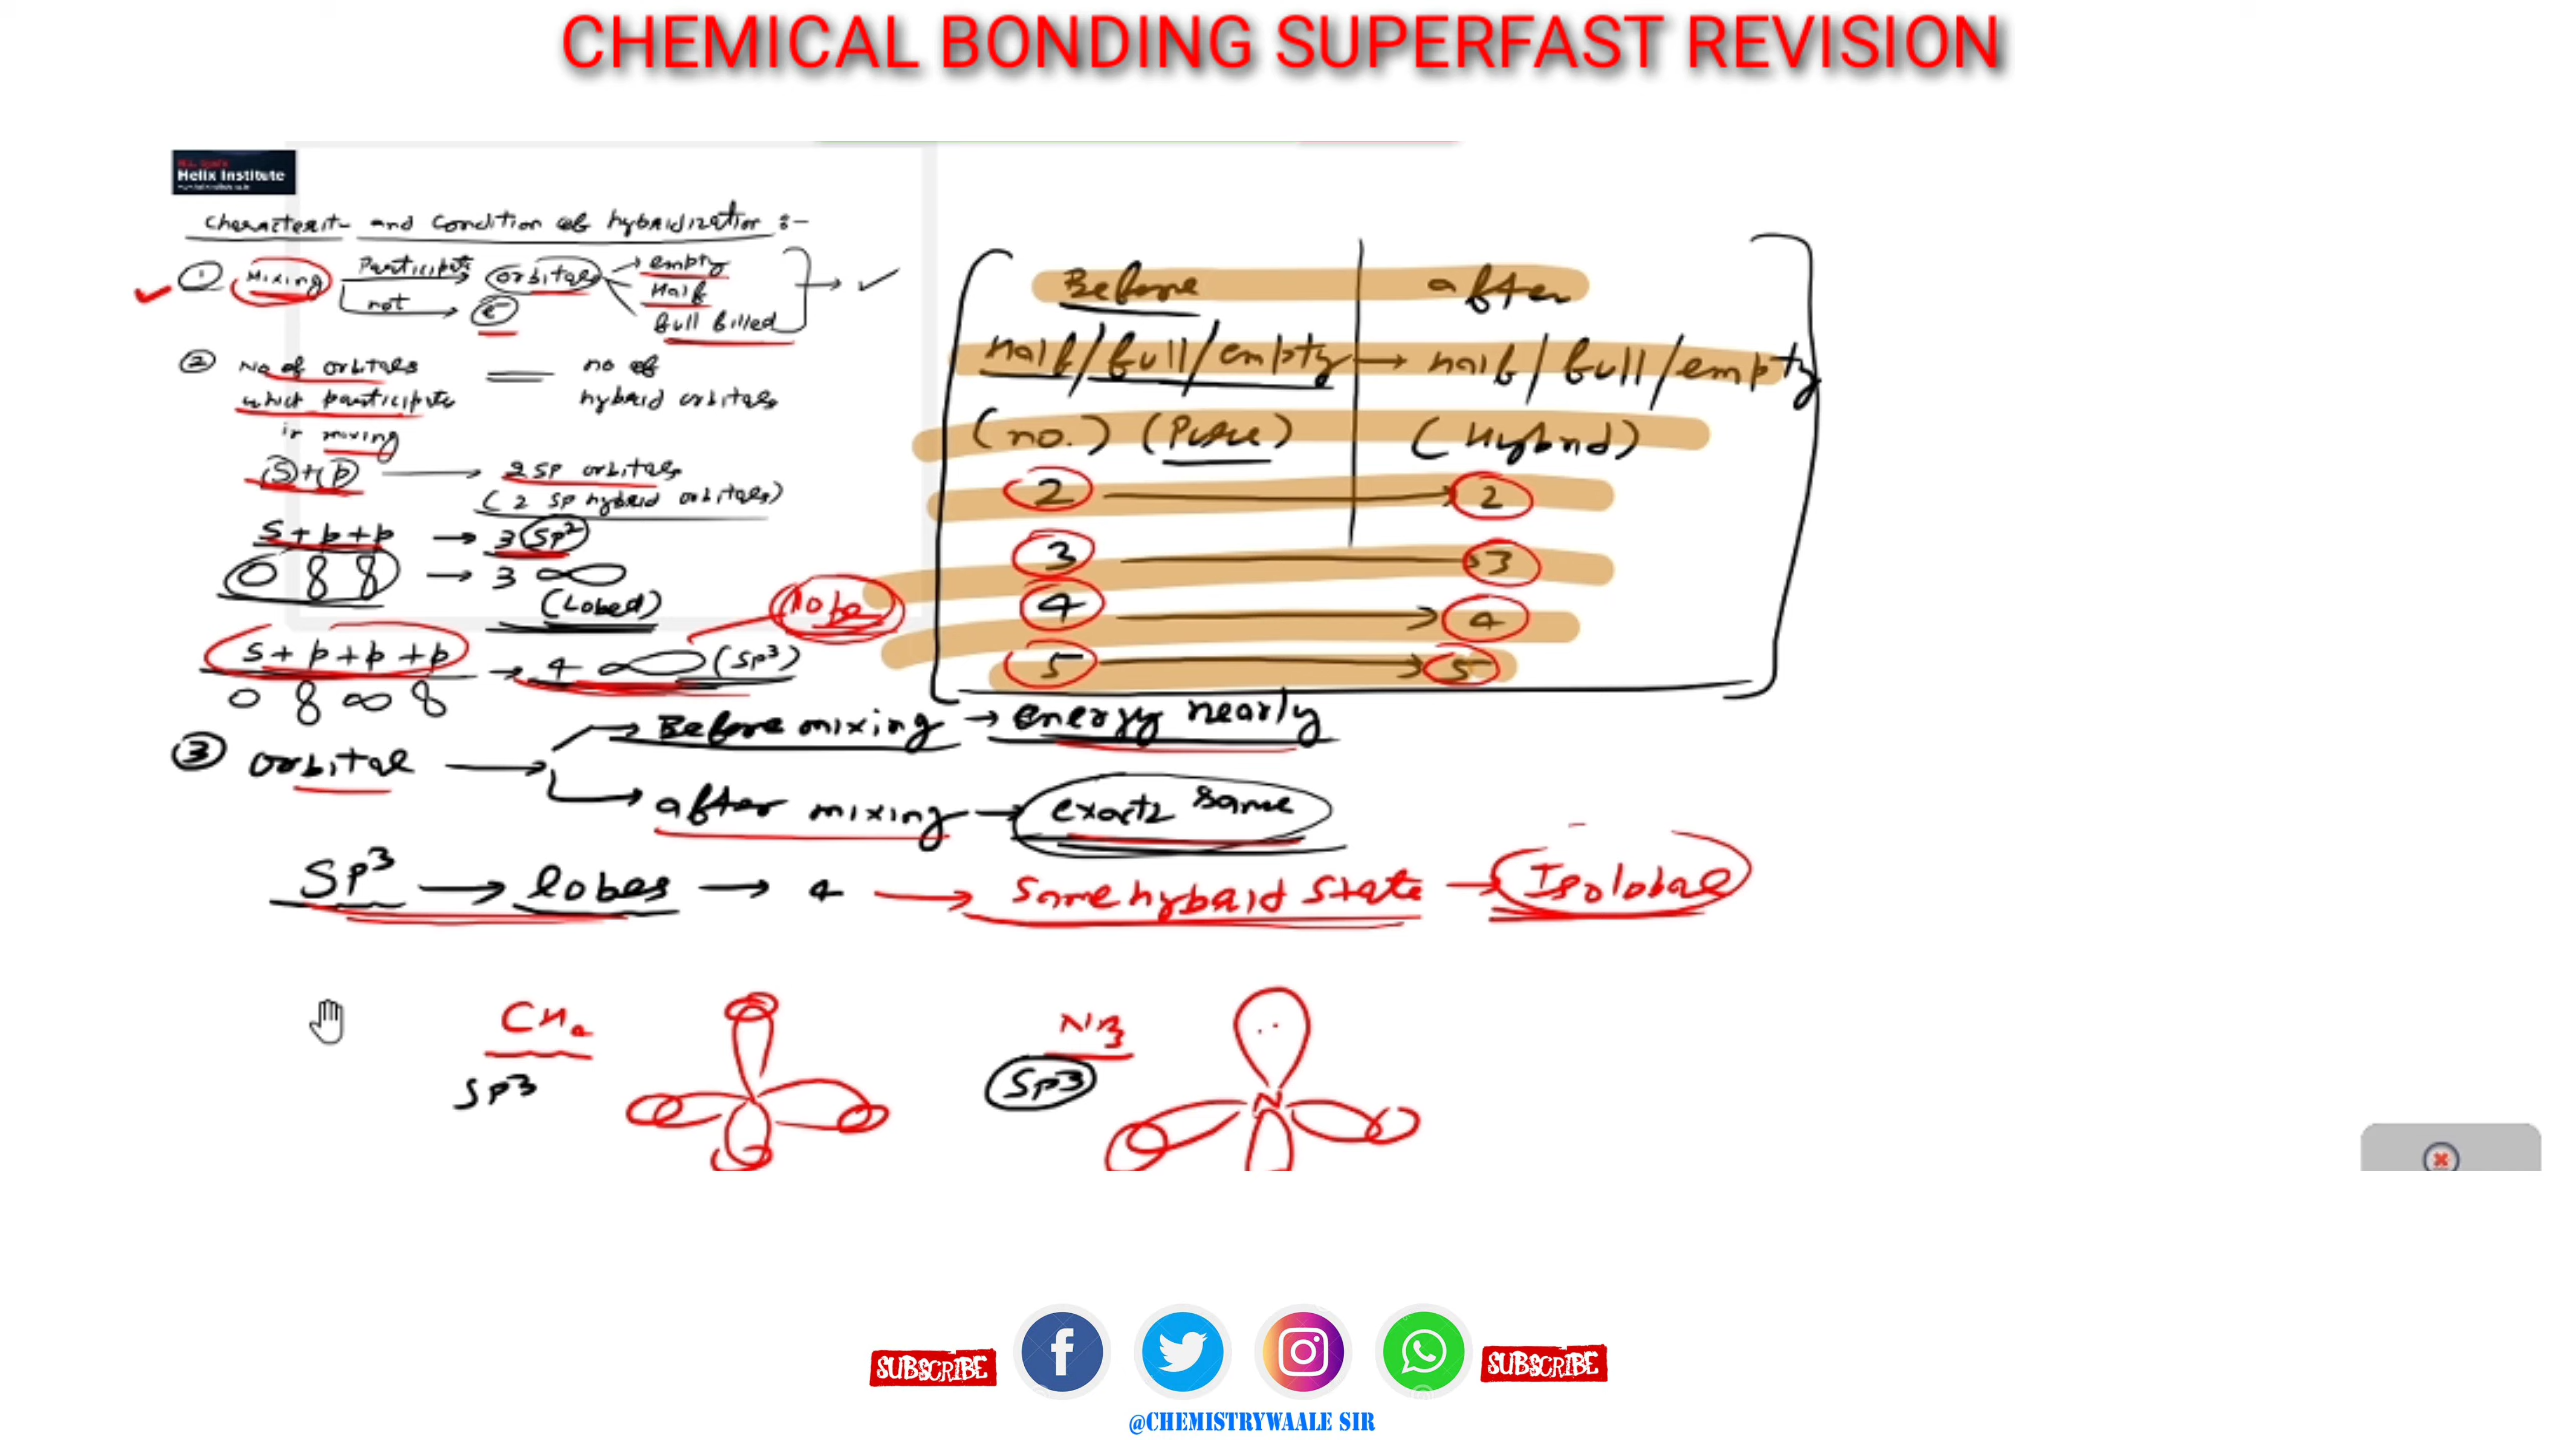 CHEMICAL BONDING SUPERFAST REVISION
Helix Institute
Characterist and condition of hybridization :-
① Mixing Participate orbitals → empty
Half
full filled
not e⁻
② No of orbitals = no of
which participate hybrid orbitals
in mixing
(S)+(p) → 2 SP orbitals
(2 SP hybrid orbitals)
S+p+p → 3 SP²
→ 3
(Lobed)
lobe
S+p+p+p → 4 (SP³)
Before after
half/full/empty → half/full/empty
(no.) (Pure) (Hybrid)
2 → 2
3 → 3
4 → 4
5 → 5
③ orbital → Before mixing → energy nearly
→ after mixing → exact same
SP³ → lobes → 4 → Same hybrid state → Isolobal
CH₄ NH3
SP³ SP3
N
SUBSCRIBE
SUBSCRIBE
@CHEMISTRYWAALE SIR